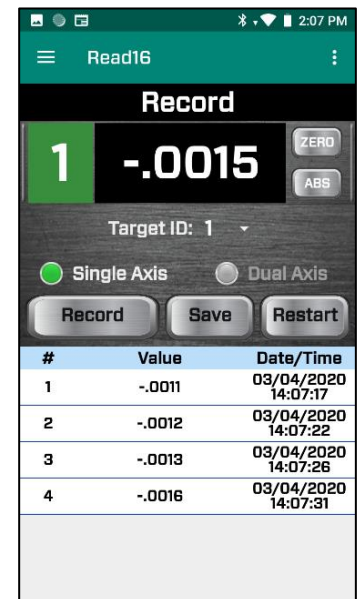 2:07 PM
Read16
Record
1 -.0015 ZERO
ABS
Target ID: 1
Single Axis Dual Axis
Record Save Restart
# Value Date/Time
1 -.0011 03/04/2020
14:07:17
2 -.0012 03/04/2020
14:07:22
3 -.0013 03/04/2020
14:07:26
4 -.0016 03/04/2020
14:07:31